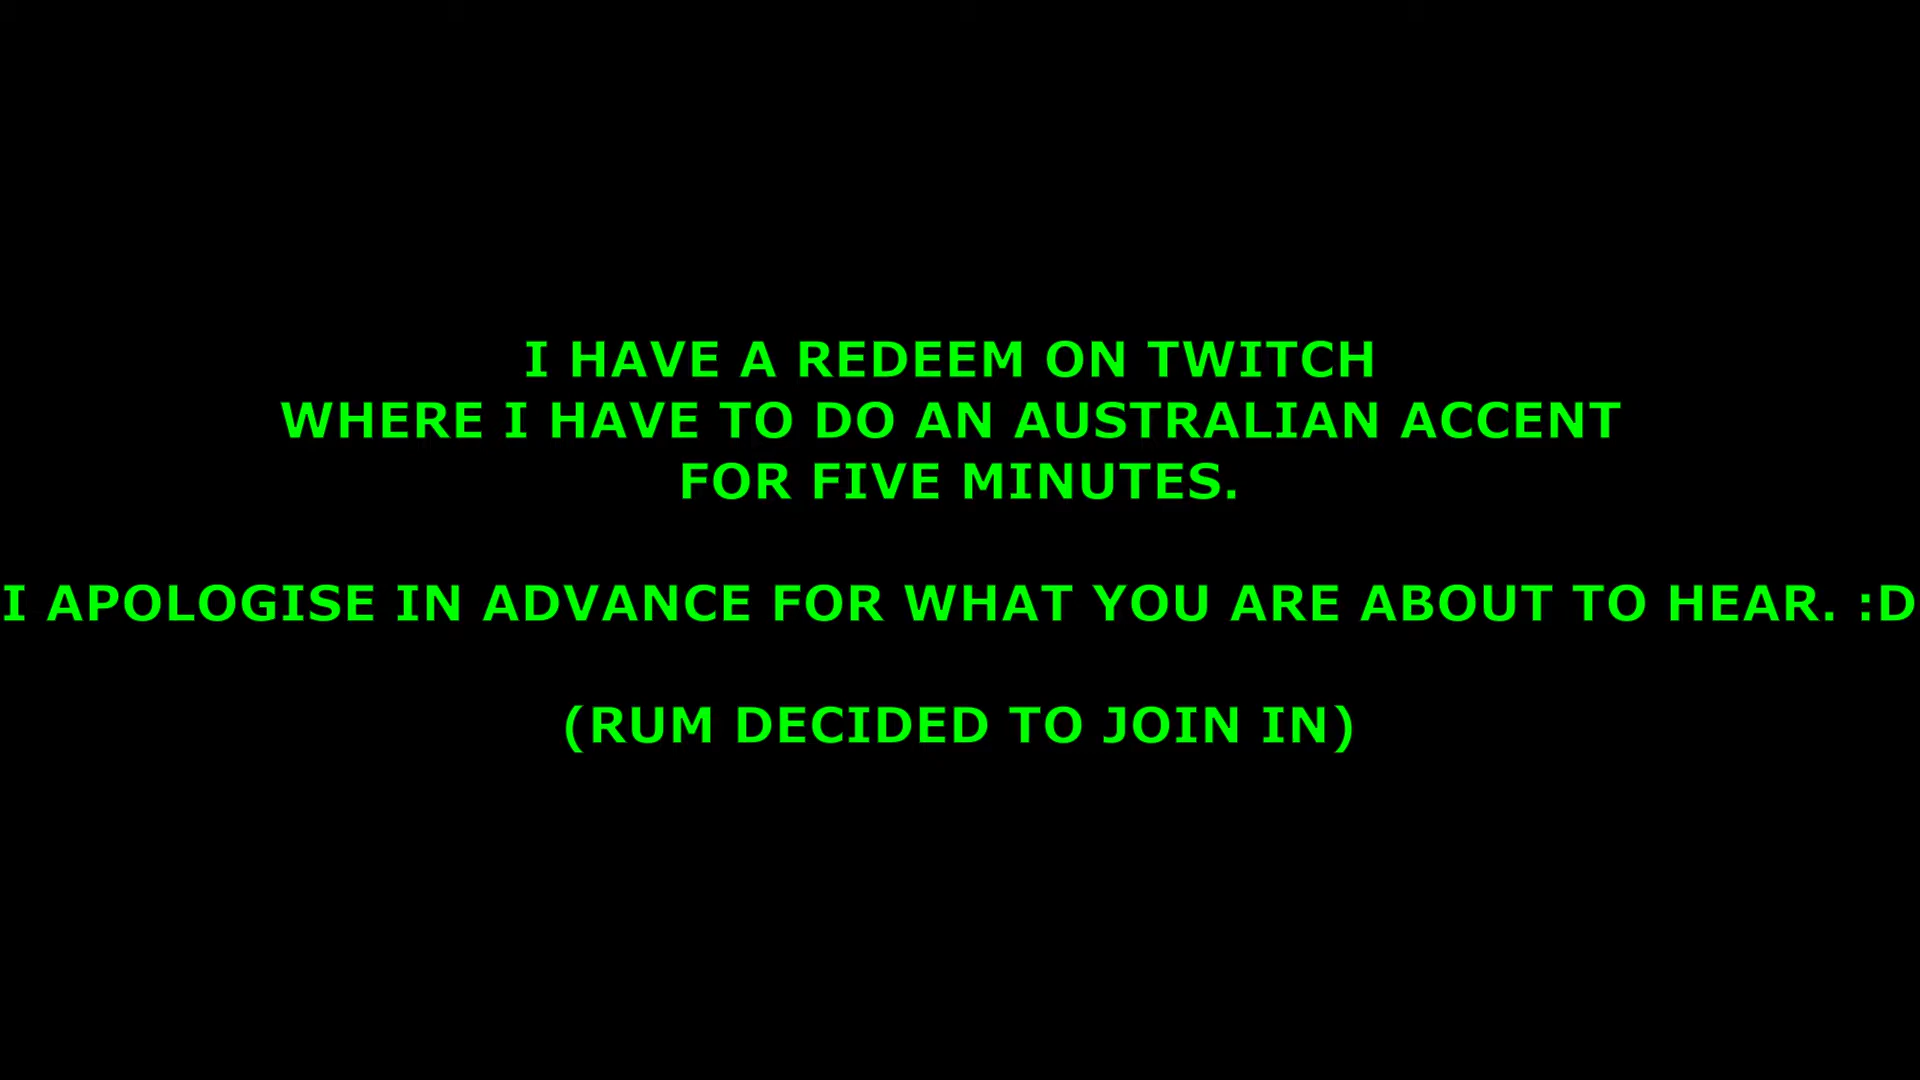 I HAVE A REDEEM ON TWITCH
WHERE I HAVE TO DO AN AUSTRALIAN ACCENT
FOR FIVE MINUTES.
I APOLOGISE IN ADVANCE FOR WHAT YOU ARE ABOUT TO HEAR. :D
(RUM DECIDED TO JOIN IN)